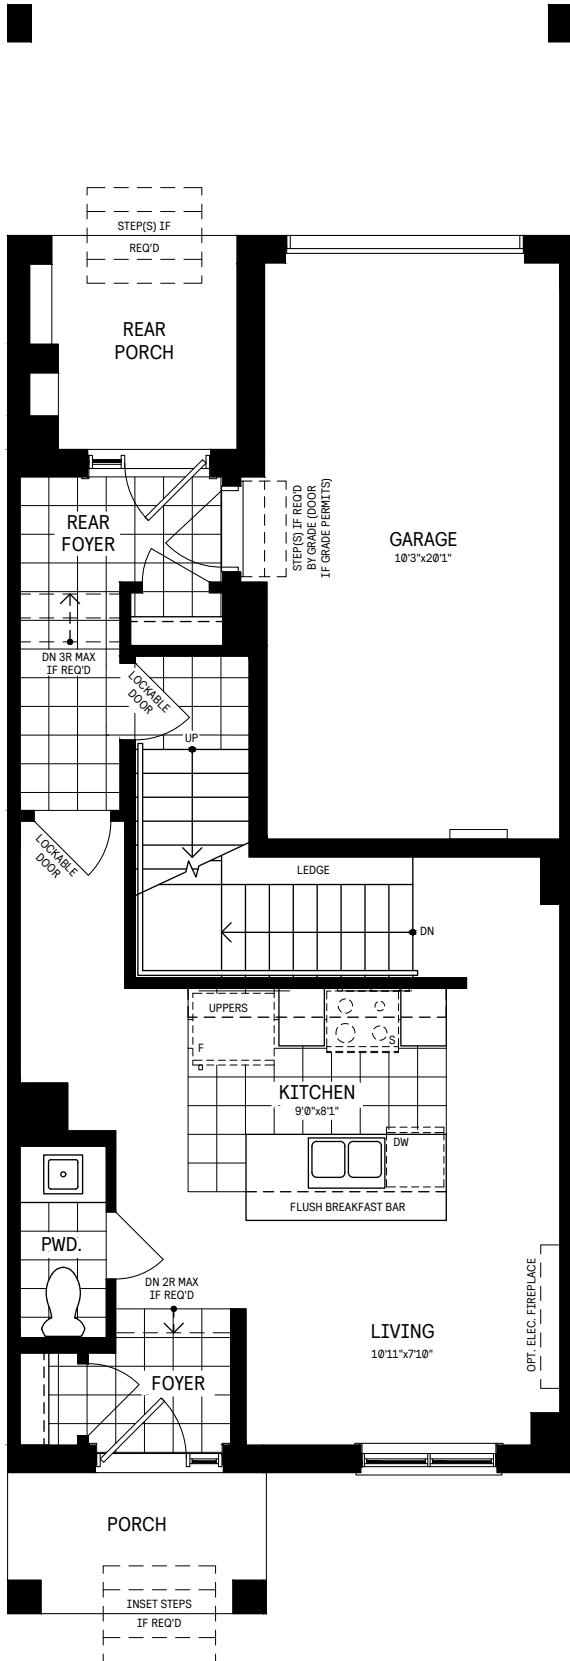 STEP(S) IF
REQ'D
REAR
PORCH
REAR
FOYER
STEP(S) IF REQ'D
BY GRADE (DOOR
IF GRADE PERMITS)
GARAGE
10'3"x20'1"
DN 3R MAX
IF REQ'D
LOCKABLE
DOOR
UP
LOCKABLE
DOOR
LEDGE
DN
UPPERS
F
S
KITCHEN
9'0"x8'1"
DW
FLUSH BREAKFAST BAR
PWD.
DN 2R MAX
IF REQ'D
OPT. ELEC. FIREPLACE
LIVING
10'11"x7'10"
FOYER
PORCH
INSET STEPS
IF REQ'D